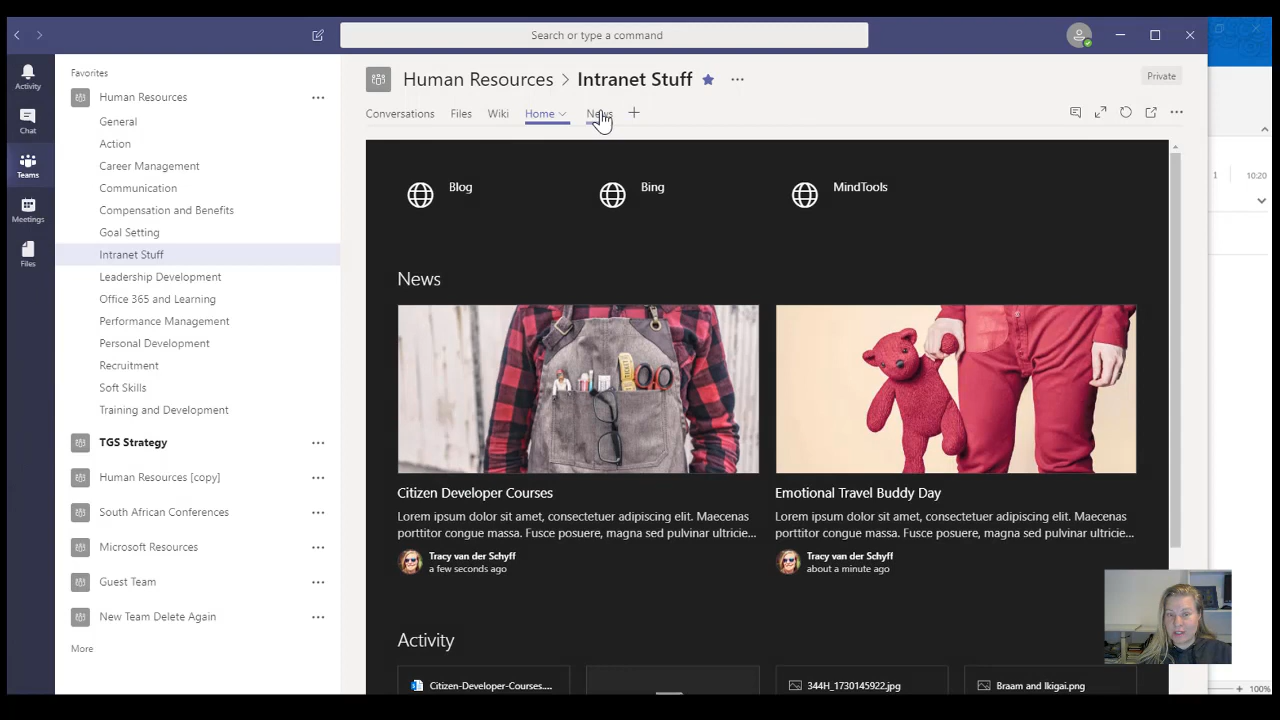 Search or type a command
Activity
Chat
Teams
Meetings
Files
Favorites
Human Resources
General
Action
Career Management
Communication
Compensation and Benefits
Goal Setting
Intranet Stuff
Leadership Development
Office 365 and Learning
Performance Management
Personal Development
Recruitment
Soft Skills
Training and Development
TGS Strategy
Human Resources [copy]
South African Conferences
Microsoft Resources
Guest Team
New Team Delete Again
More
Human Resources > Intranet Stuff
Private
Conversations Files Wiki Home News
Blog
Bing
MindTools
News
Citizen Developer Courses
Lorem ipsum dolor sit amet, consectetuer adipiscing elit. Maecenas
porttitor congue massa. Fusce posuere, magna sed pulvinar ultricie...
Tracy van der Schyff
a few seconds ago
Emotional Travel Buddy Day
Lorem ipsum dolor sit amet, consectetuer adipiscing elit. Maecenas
porttitor congue massa. Fusce posuere, magna sed pulvinar ultricie...
Tracy van der Schyff
about a minute ago
Activity
Citizen-Developer-Courses....
344H_1730145922.jpg
Braam and Ikigai.png
1 10:20
100%